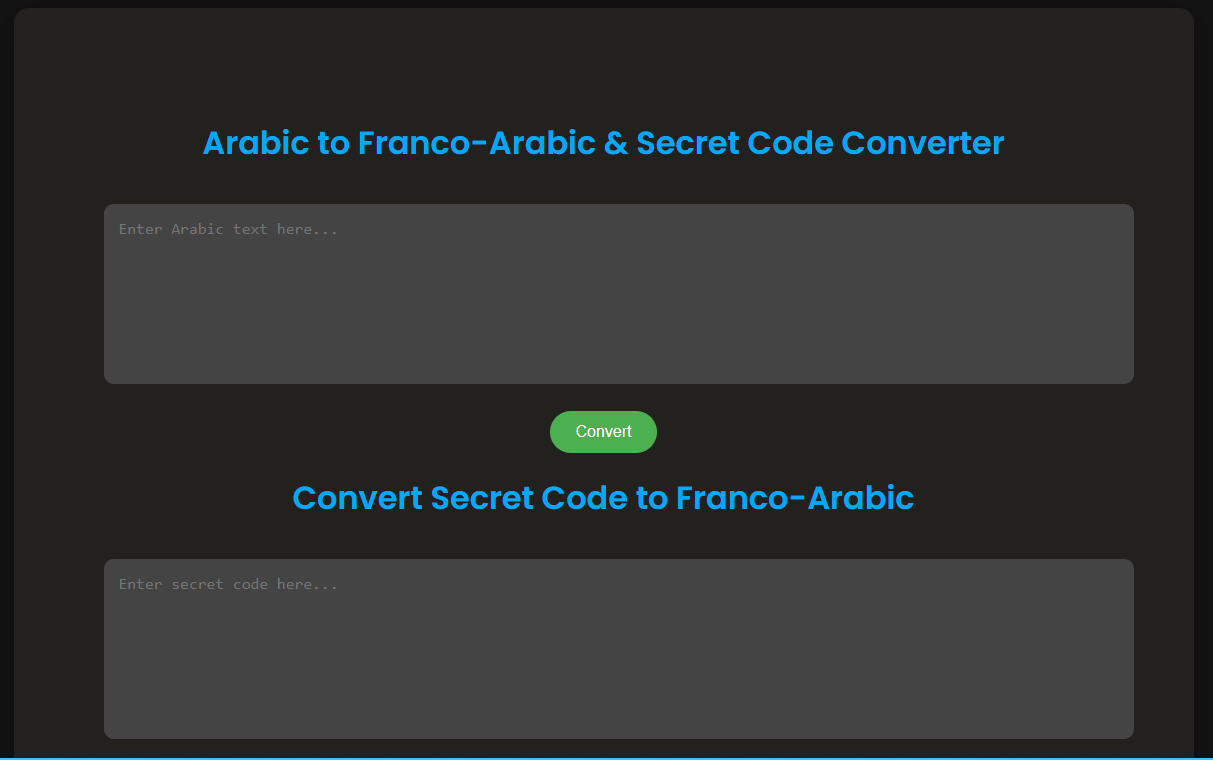 Arabic to Franco-Arabic & Secret Code Converter
Enter Arabic text here...
Convert
Convert Secret Code to Franco-Arabic
Enter secret code here...